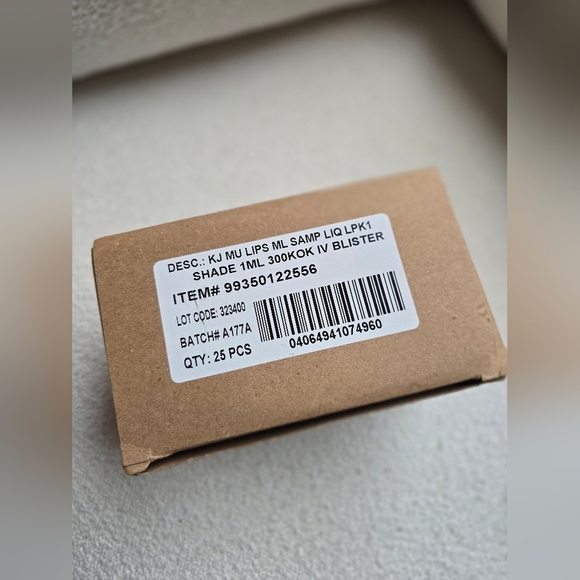 DESC.: KJ MU LIPS ML SAMP LIQ LPK1
SHADE 1ML 300KOK IV BLISTER
ITEM# 99350122556
LOT CODE: 323400
BATCH# A177A
QTY: 25 PCS
04064941074960